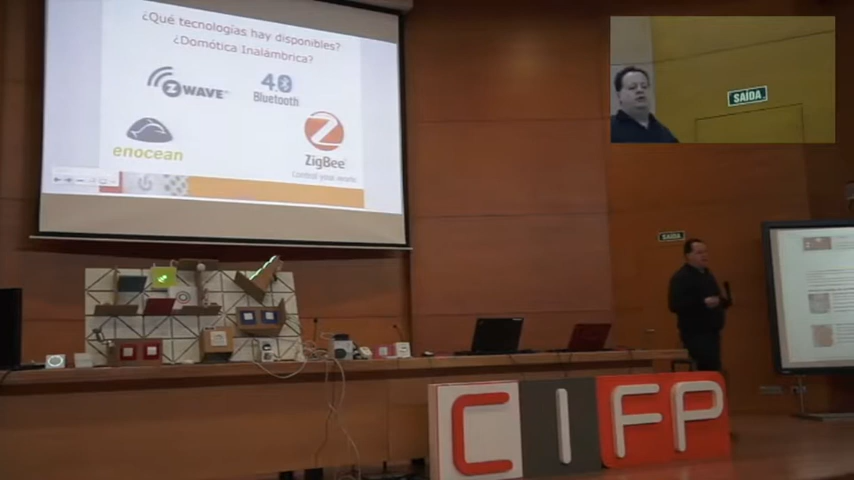 ¿Qué tecnologías hay disponibles?
¿Domótica Inalámbrica?
Z WAVE
4.0
Bluetooth
enocean
ZigBee
Control your world
SAÍDA
SAÍDA
CIFP